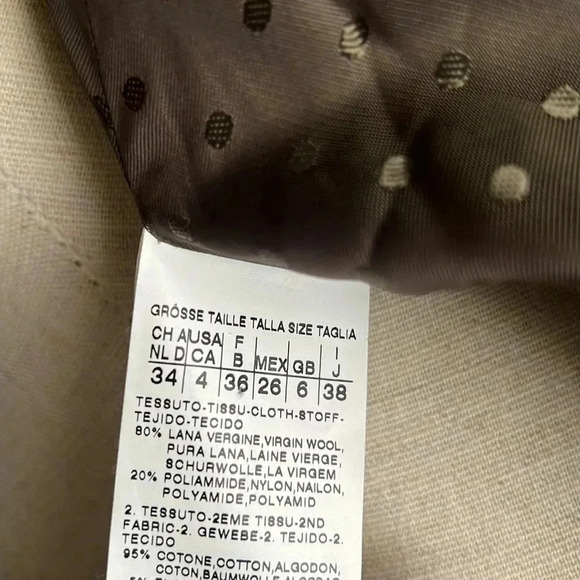 GRÖSSE TAILLE TALLA SIZE TAGLIA
CH A USA F I
NL D CA B MEX GB J
34 4 36 26 6 38
TESSUTO-TISSU-CLOTH-STOFF-
TEJIDO-TECIDO
80% LANA VERGINE,VIRGIN WOOL,
PURA LANA,LAINE VIERGE,
SCHURWOLLE,LA VIRGEM
20% POLIAMMIDE,NYLON,NAILON,
POLYAMIDE,POLYAMID
2. TESSUTO-2EME TISSU-2ND
FABRIC-2. GEWEBE-2. TEJIDO-2.
TECIDO
95% COTONE,COTTON,ALGODON,
COTON,BAUMWOLLE,ALGODAO
5%